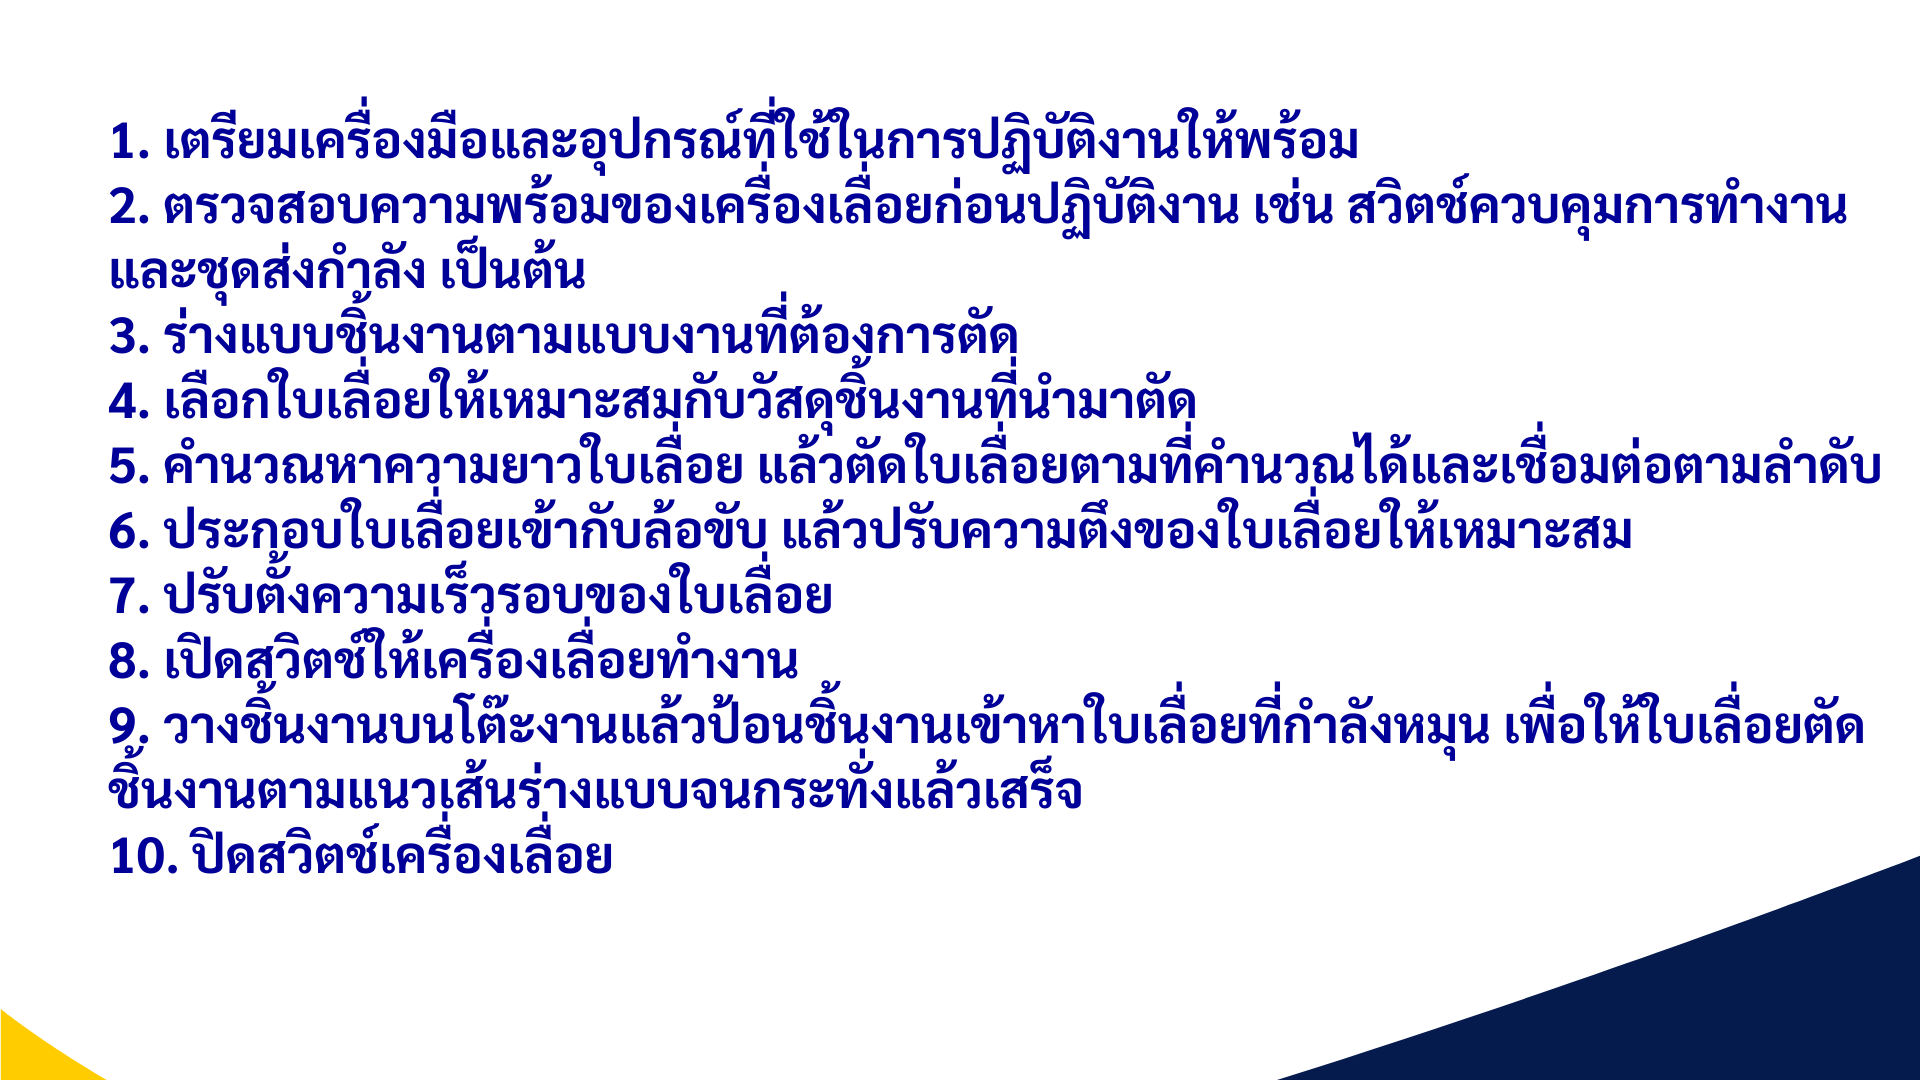 1. เตรียมเครื่องมือและอุปกรณ์ที่ใช้ในการปฏิบัติงานให้พร้อม
2. ตรวจสอบความพร้อมของเครื่องเลื่อยก่อนปฏิบัติงาน เช่น สวิตช์ควบคุมการทำงาน
และชุดส่งกำลัง เป็นต้น
3. ร่างแบบชิ้นงานตามแบบงานที่ต้องการตัด
4. เลือกใบเลื่อยให้เหมาะสมกับวัสดุชิ้นงานที่นำมาตัด
5. คำนวณหาความยาวใบเลื่อย แล้วตัดใบเลื่อยตามที่คำนวณได้และเชื่อมต่อตามลำดับ
6. ประกอบใบเลื่อยเข้ากับล้อขับ แล้วปรับความตึงของใบเลื่อยให้เหมาะสม
7. ปรับตั้งความเร็วรอบของใบเลื่อย
8. เปิดสวิตช์ให้เครื่องเลื่อยทำงาน
9. วางชิ้นงานบนโต๊ะงานแล้วป้อนชิ้นงานเข้าหาใบเลื่อยที่กำลังหมุน เพื่อให้ใบเลื่อยตัด
ชิ้นงานตามแนวเส้นร่างแบบจนกระทั่งแล้วเสร็จ
10. ปิดสวิตช์เครื่องเลื่อย